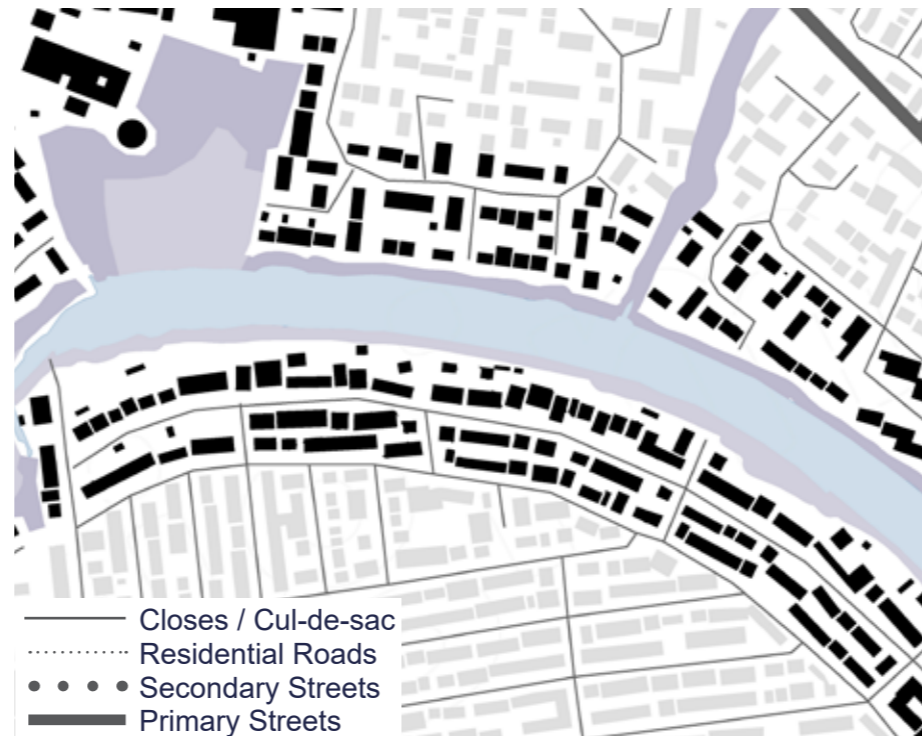 Closes / Cul-de-sac
Residential Roads
Secondary Streets
Primary Streets